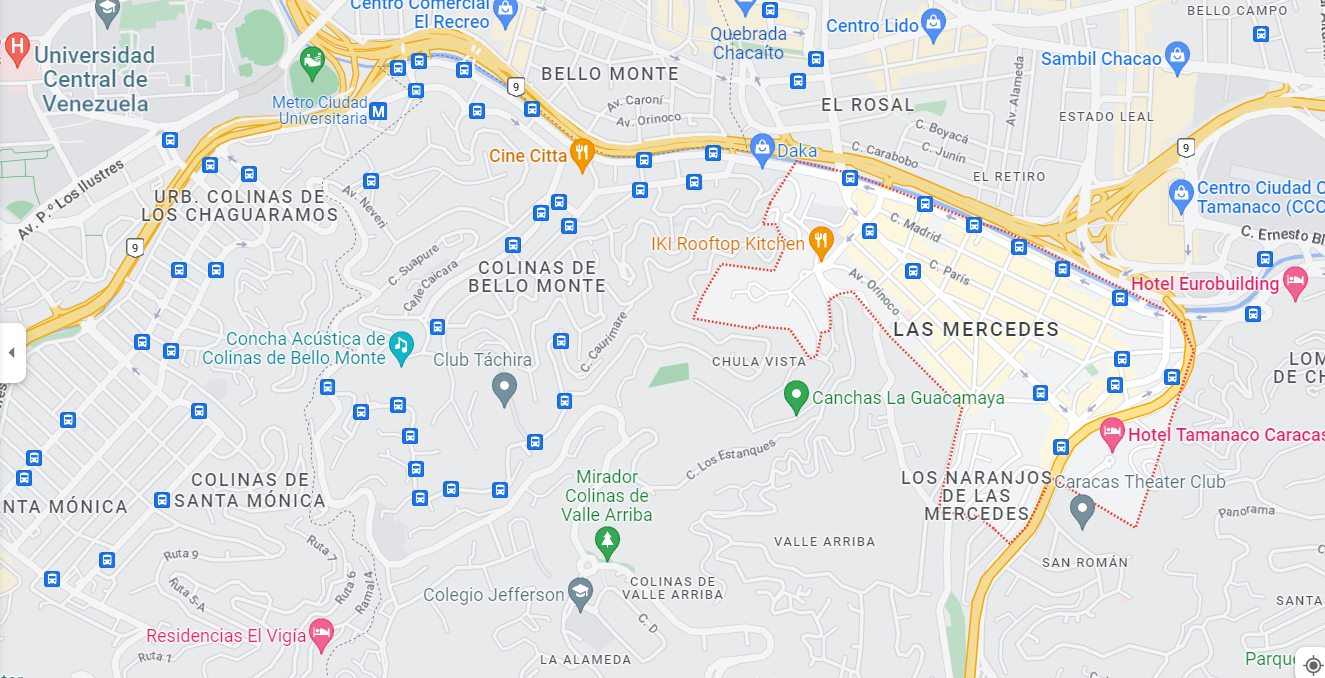 Centro Comercial
El Recreo
BELLO CAMPO
Quebrada
Chacaíto
Centro Lido
H
Universidad
Central de
Venezuela
Sambil Chacao
BELLO MONTE
9
Av. Caroní
Av. Orinoco
EL ROSAL
Av. Alameda
ESTADO LEAL
Metro Ciudad
Universitaria
M
C. Boyacá
C. Junín
C. Carabobo
9
Cine Citta
Daka
EL RETIRO
Av. P.º Los Ilustres
URB. COLINAS DE
LOS CHAGUARAMOS
Av. Neveri
Centro Ciudad C
Tamanaco (CCC
C. Madrid
C. Ernesto Bl
9
IKI Rooftop Kitchen
C. Suapure
Calle Caicara
COLINAS DE
BELLO MONTE
C. París
Av. Orinoco
Hotel Eurobuilding
C. Caurimare
LAS MERCEDES
Concha Acústica de
Colinas de Bello Monte
Club Táchira
CHULA VISTA
LOM
DE CH
Canchas La Guacamaya
Hotel Tamanaco Caracas
C. Los Estanques
COLINAS DE
SANTA MÓNICA
NTA MÓNICA
Mirador
Colinas de
Valle Arriba
LOS NARANJOS
DE LAS
MERCEDES
Caracas Theater Club
Panorama
VALLE ARRIBA
Ruta 9
Ruta 7
SAN ROMÁN
Ruta 5-A
Ruta 6
Ramal A
COLINAS DE
VALLE ARRIBA
Colegio Jefferson
SANTA
C. D
Residencias El Vigía
Ruta 1
LA ALAMEDA
Parque